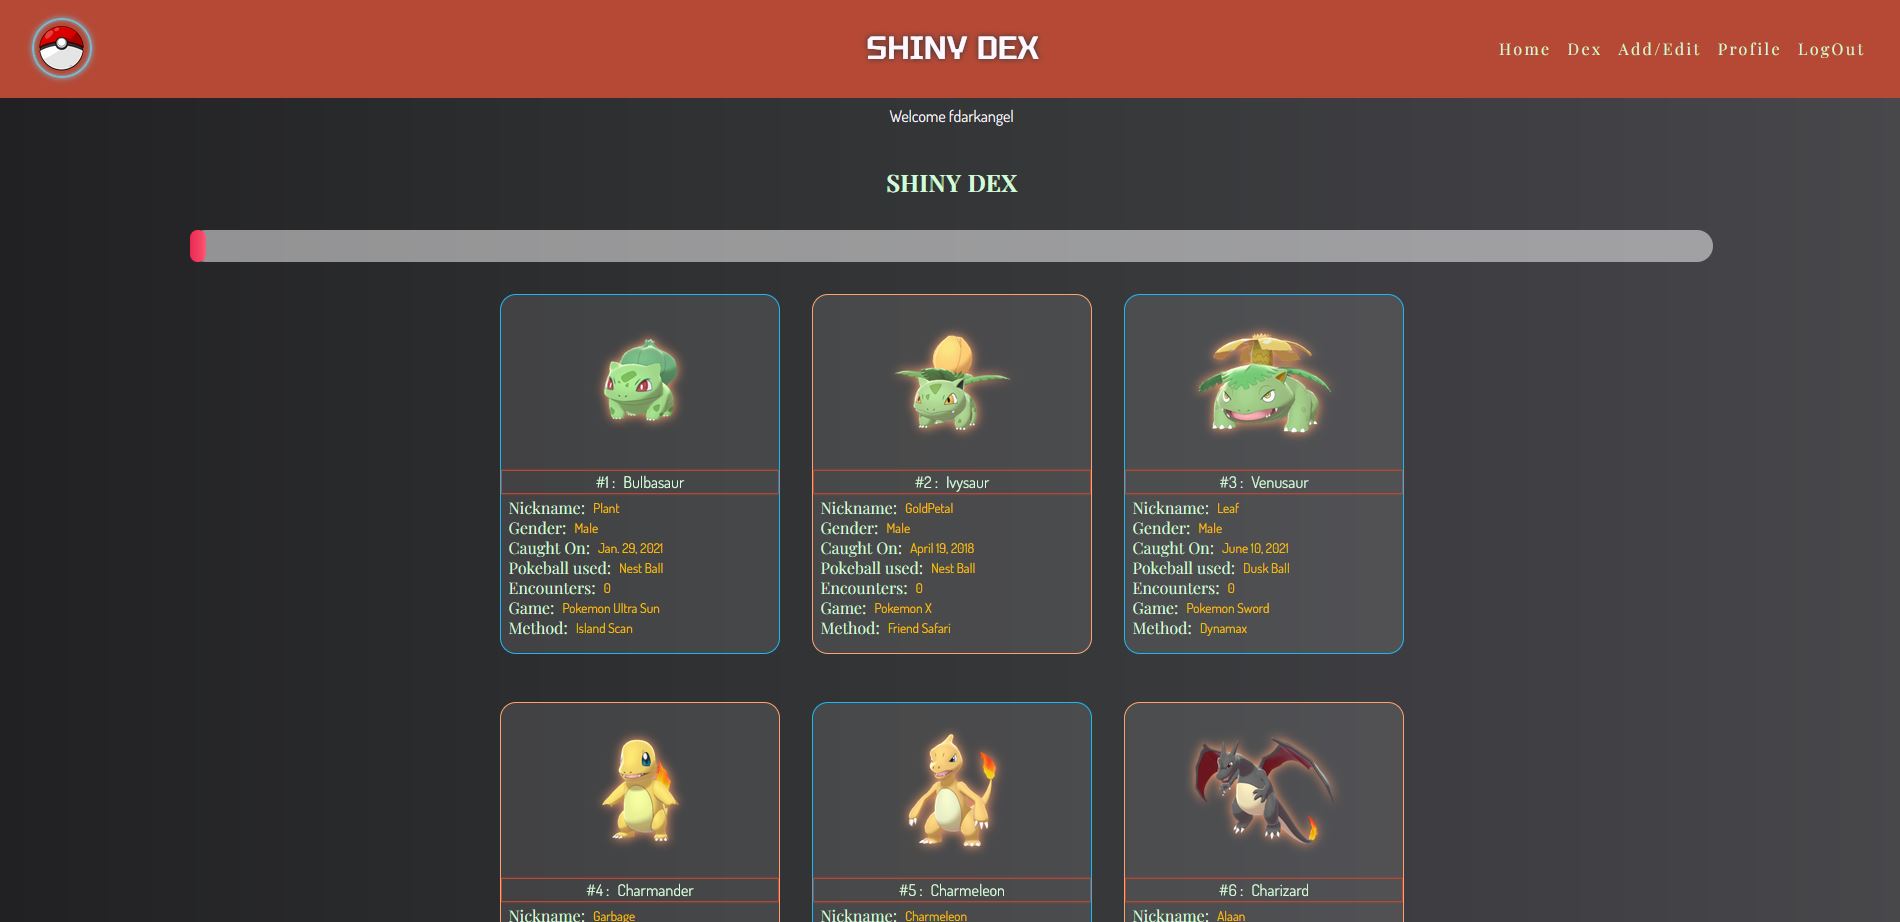 SHINY DEX
Home Dex Add/Edit Profile LogOut
Welcome fdarkangel
SHINY DEX
#1 : Bulbasaur
Nickname: Plant
Gender: Male
Caught On: Jan. 29, 2021
Pokeball used: Nest Ball
Encounters: 0
Game: Pokemon Ultra Sun
Method: Island Scan
#2 : Ivysaur
Nickname: GoldPetal
Gender: Male
Caught On: April 19, 2018
Pokeball used: Nest Ball
Encounters: 0
Game: Pokemon X
Method: Friend Safari
#3 : Venusaur
Nickname: Leaf
Gender: Male
Caught On: June 10, 2021
Pokeball used: Dusk Ball
Encounters: 0
Game: Pokemon Sword
Method: Dynamax
#4 : Charmander
Nickname: Garbage
#5 : Charmeleon
Nickname: Charmeleon
#6 : Charizard
Nickname: Alaan